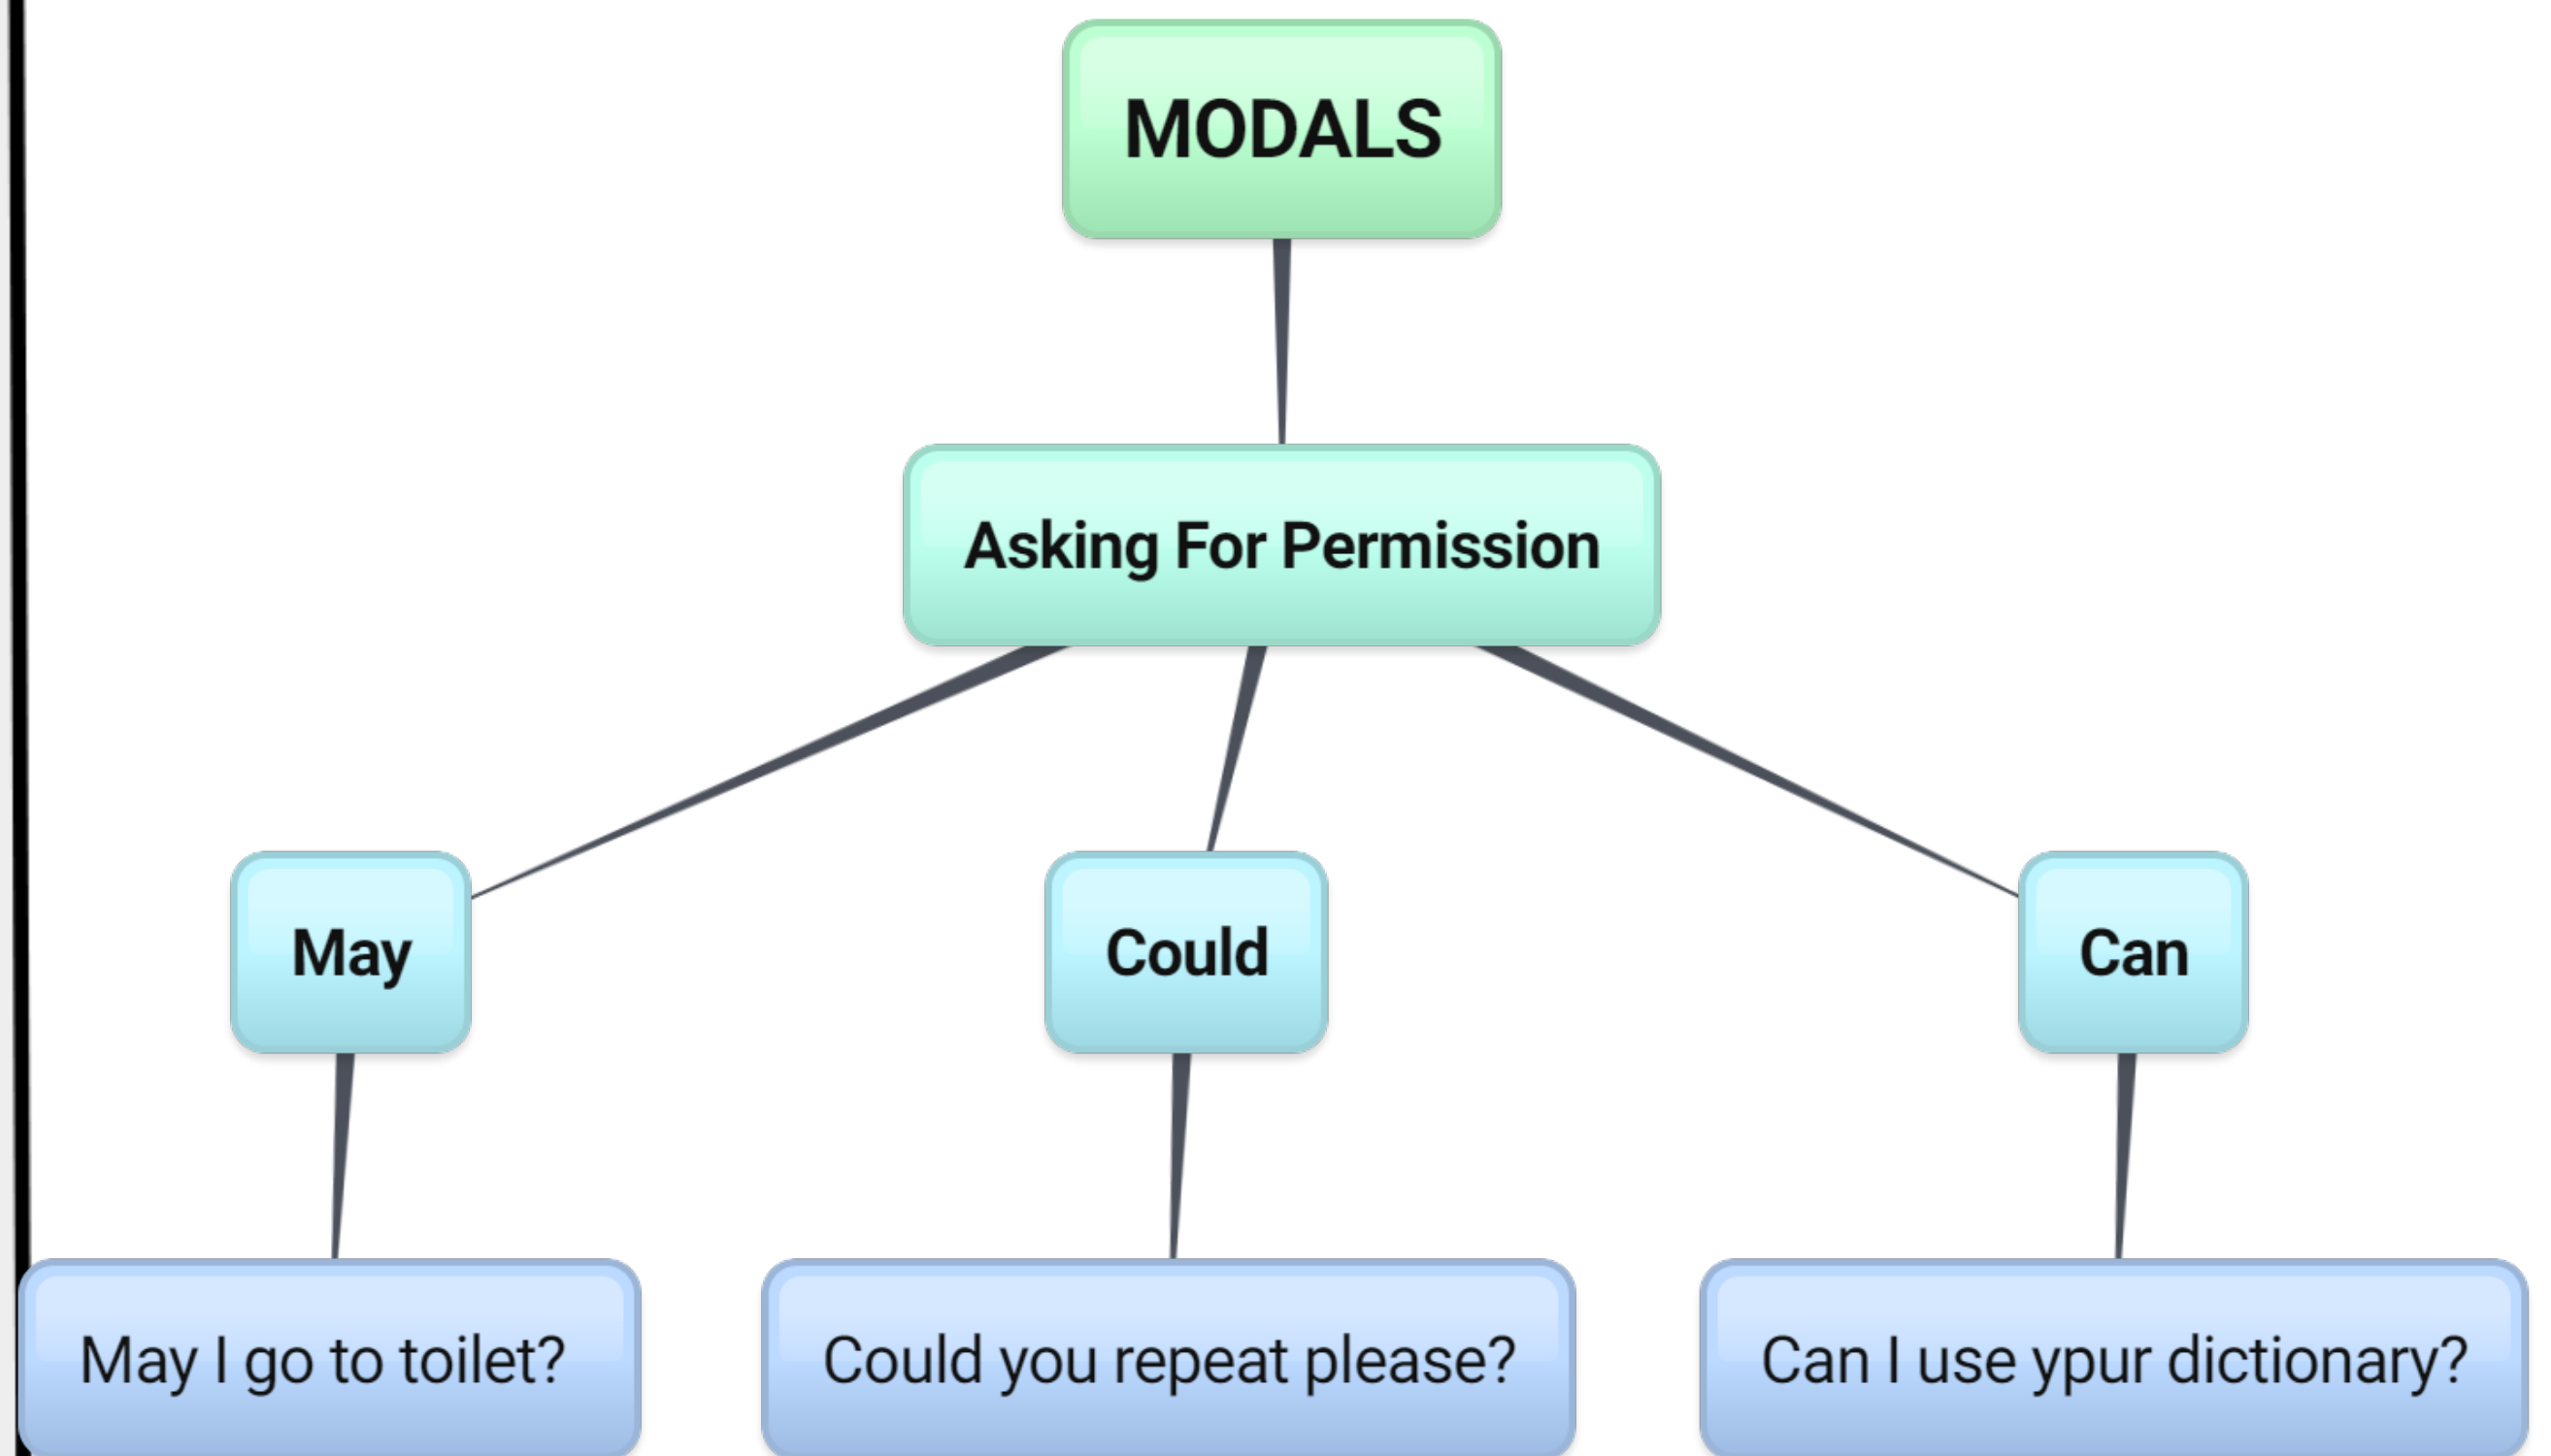 MODALS
Asking For Permission
May
Could
Can
May I go to toilet?
Could you repeat please?
Can I use ypur dictionary?